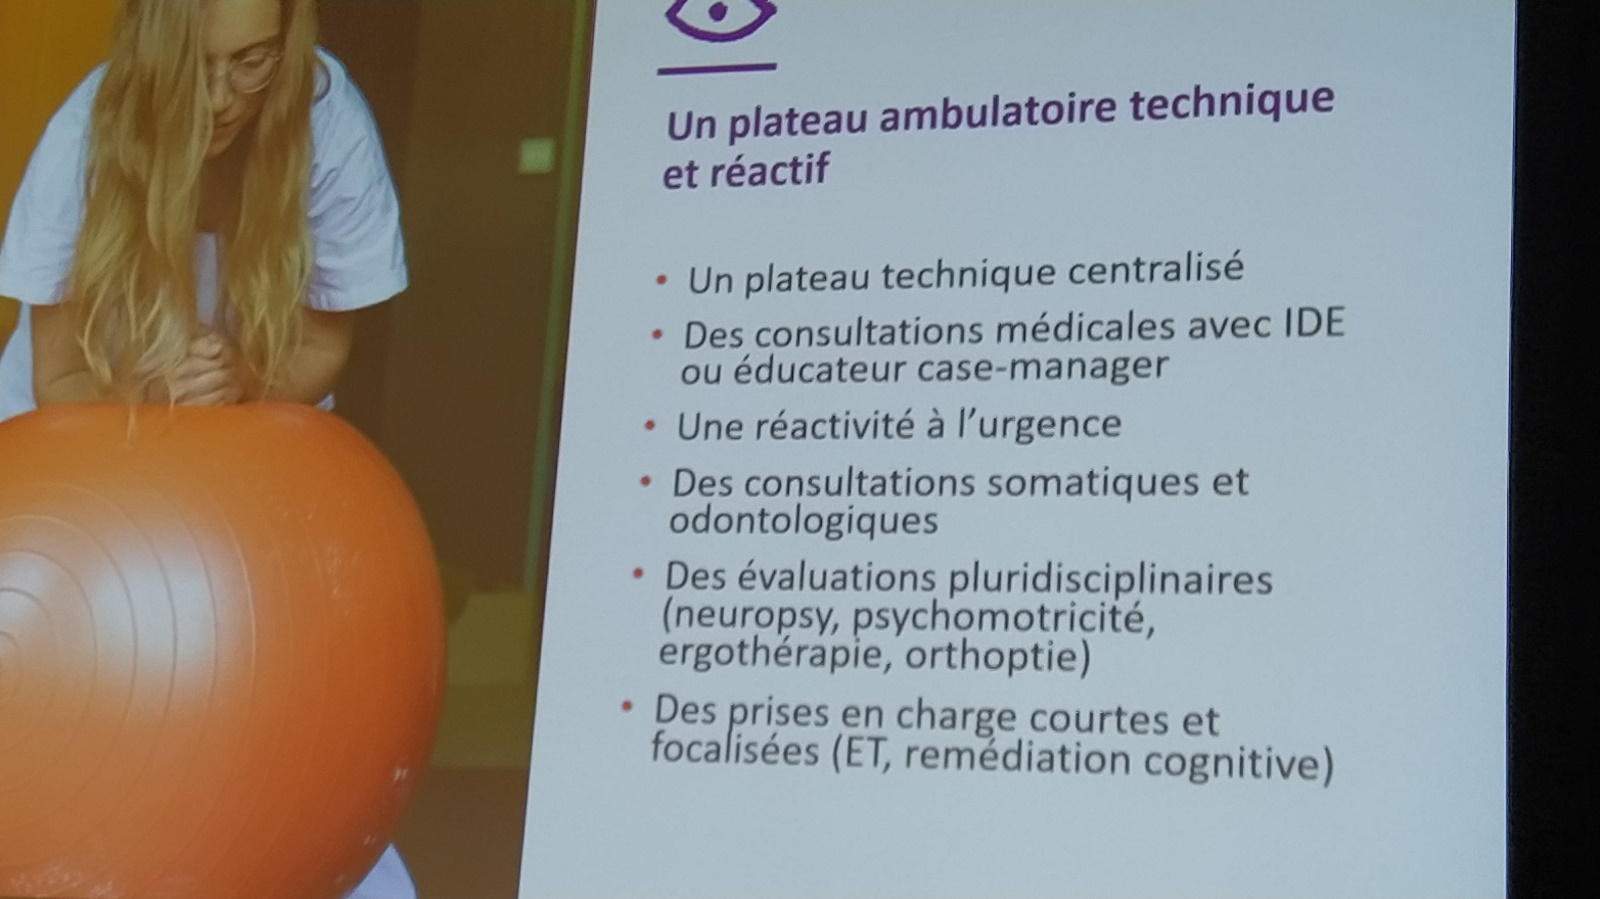 Un plateau ambulatoire technique
et réactif
• Un plateau technique centralisé
• Des consultations médicales avec IDE
ou éducateur case-manager
• Une réactivité à l’urgence
• Des consultations somatiques et
odontologiques
• Des évaluations pluridisciplinaires
(neuropsy, psychomotricité,
ergothérapie, orthoptie)
• Des prises en charge courtes et
focalisées (ET, remédiation cognitive)